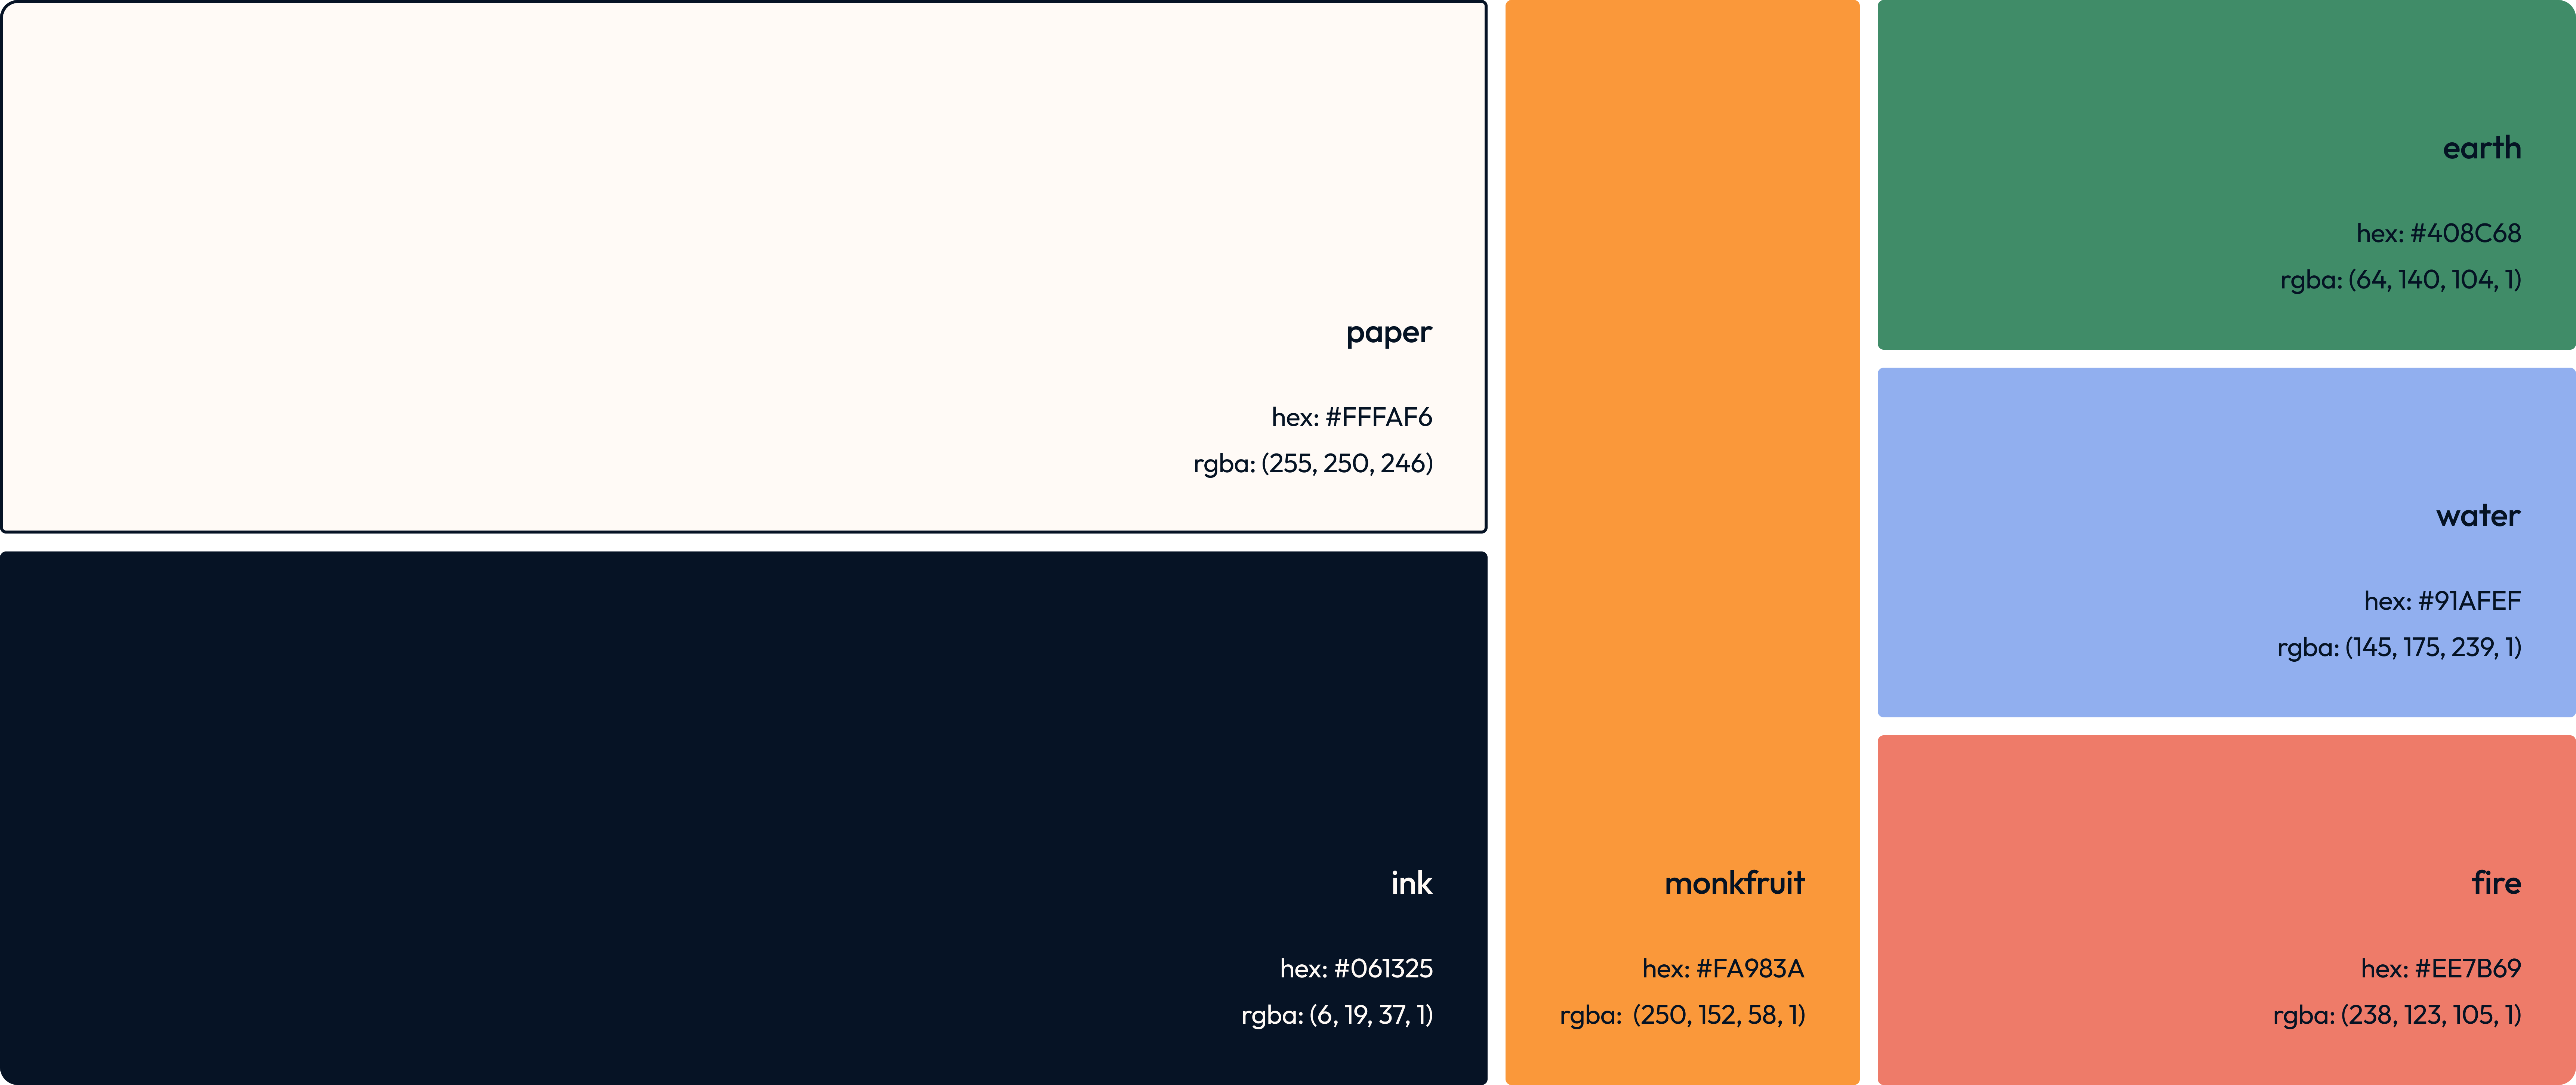 paper
hex: #FFFAF6
rgba: (255, 250, 246)
ink
hex: #061325
rgba: (6, 19, 37, 1)
monkfruit
hex: #FA983A
rgba: (250, 152, 58, 1)
earth
hex: #408C68
rgba: (64, 140, 104, 1)
water
hex: #91AFEF
rgba: (145, 175, 239, 1)
fire
hex: #EE7B69
rgba: (238, 123, 105, 1)